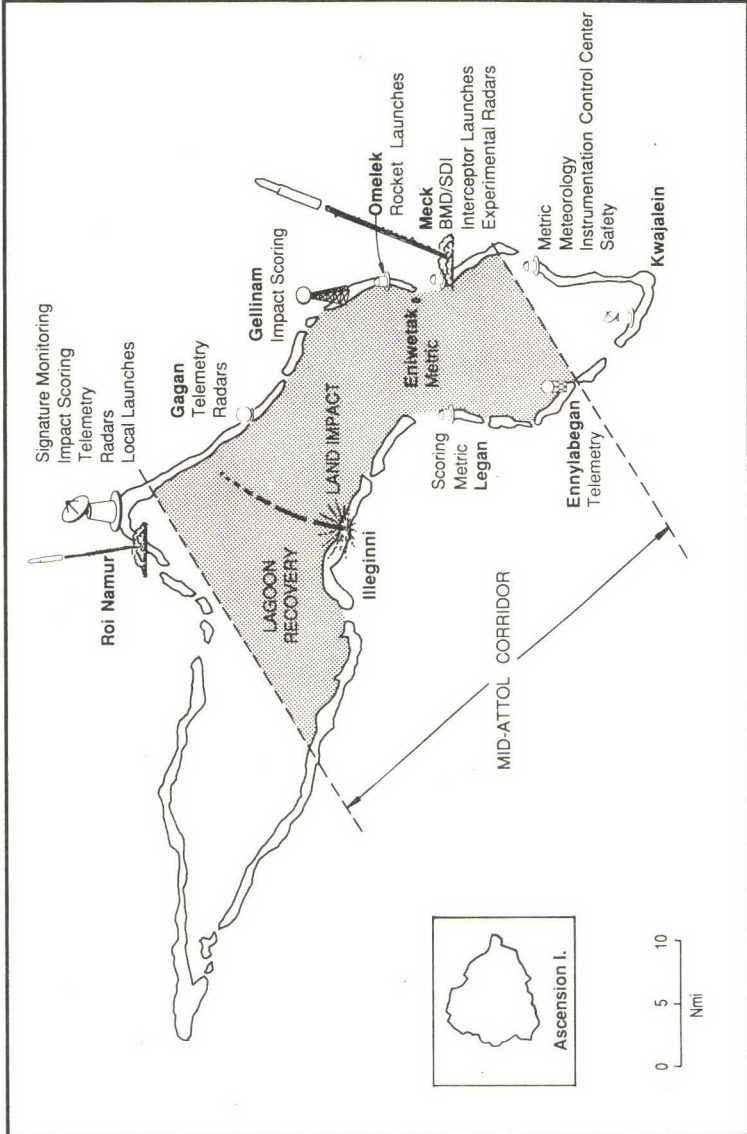 Signature Monitoring
Impact Scoring
Telemetry
Radars
Local Launches
Roi Namur
Gagan
Telemetry
Radars
Gellinam
Impact Scoring
Omelek
Rocket Launches
Meck
BMD/SDI
Interceptor Launches
Experimental Radars
Eniwetak
Metric
LAND IMPACT
LAGOON
RECOVERY
Illeginni
Scoring
Metric
Legan
Ennylabegan
Telemetry
Metric
Meteorology
Instrumentation Control Center
Safety
Kwajalein
MID-ATTOL CORRIDOR
Ascension I.
0 5 10
Nmi